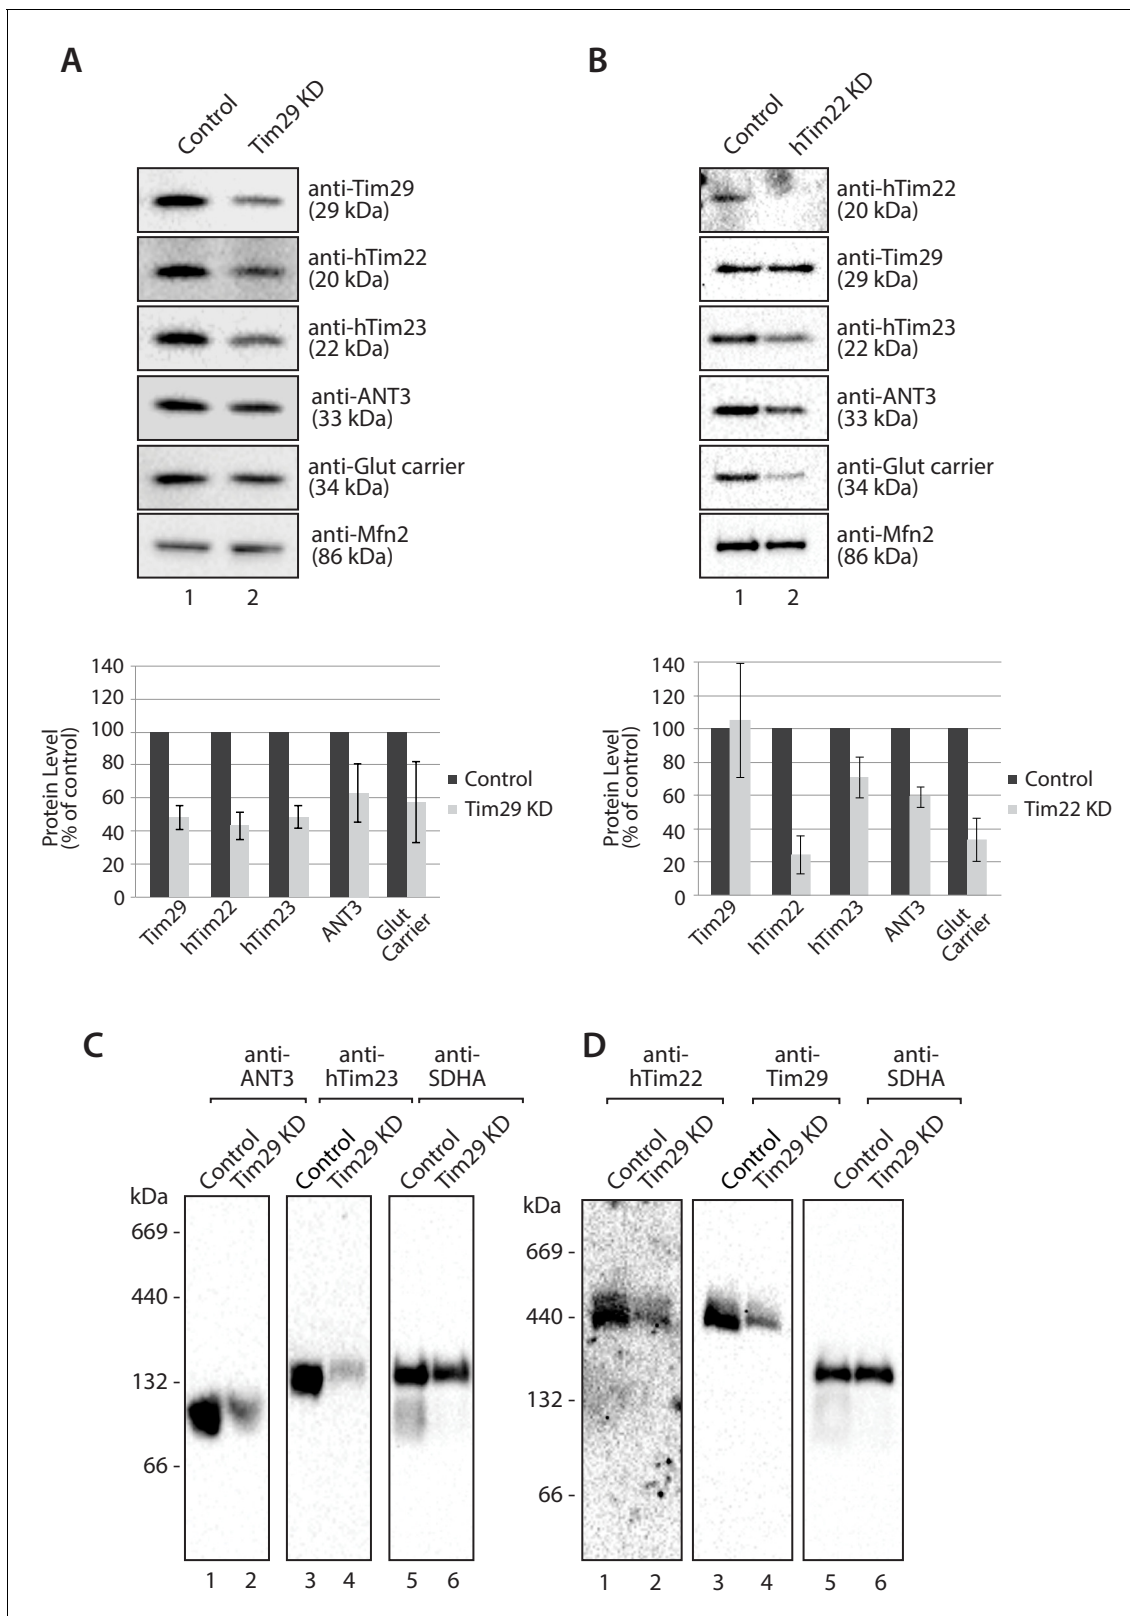 A
Control
Tim29 KD
anti-Tim29
(29 kDa)
anti-hTim22
(20 kDa)
anti-hTim23
(22 kDa)
anti-ANT3
(33 kDa)
anti-Glut carrier
(34 kDa)
anti-Mfn2
(86 kDa)
1 2
B
Control
hTim22 KD
anti-hTim22
(20 kDa)
anti-Tim29
(29 kDa)
anti-hTim23
(22 kDa)
anti-ANT3
(33 kDa)
anti-Glut carrier
(34 kDa)
anti-Mfn2
(86 kDa)
1 2
Protein Level
(% of control)
140
120
100
80
60
40
20
0
Tim29
hTim22
hTim23
ANT3
Glut
Carrier
Control
Tim29 KD
Protein Level
(% of control)
140
120
100
80
60
40
20
0
Tim29
hTim22
hTim23
ANT3
Glut
Carrier
Control
Tim22 KD
C
anti-
ANT3
anti-
hTim23
anti-
SDHA
Control
Tim29 KD
Control
Tim29 KD
Control
Tim29 KD
kDa
669 -
440 -
132 -
66 -
1 2 3 4 5 6
D
anti-
hTim22
anti-
Tim29
anti-
SDHA
Control
Tim29 KD
Control
Tim29 KD
Control
Tim29 KD
kDa
669 -
440 -
132 -
66 -
1 2 3 4 5 6